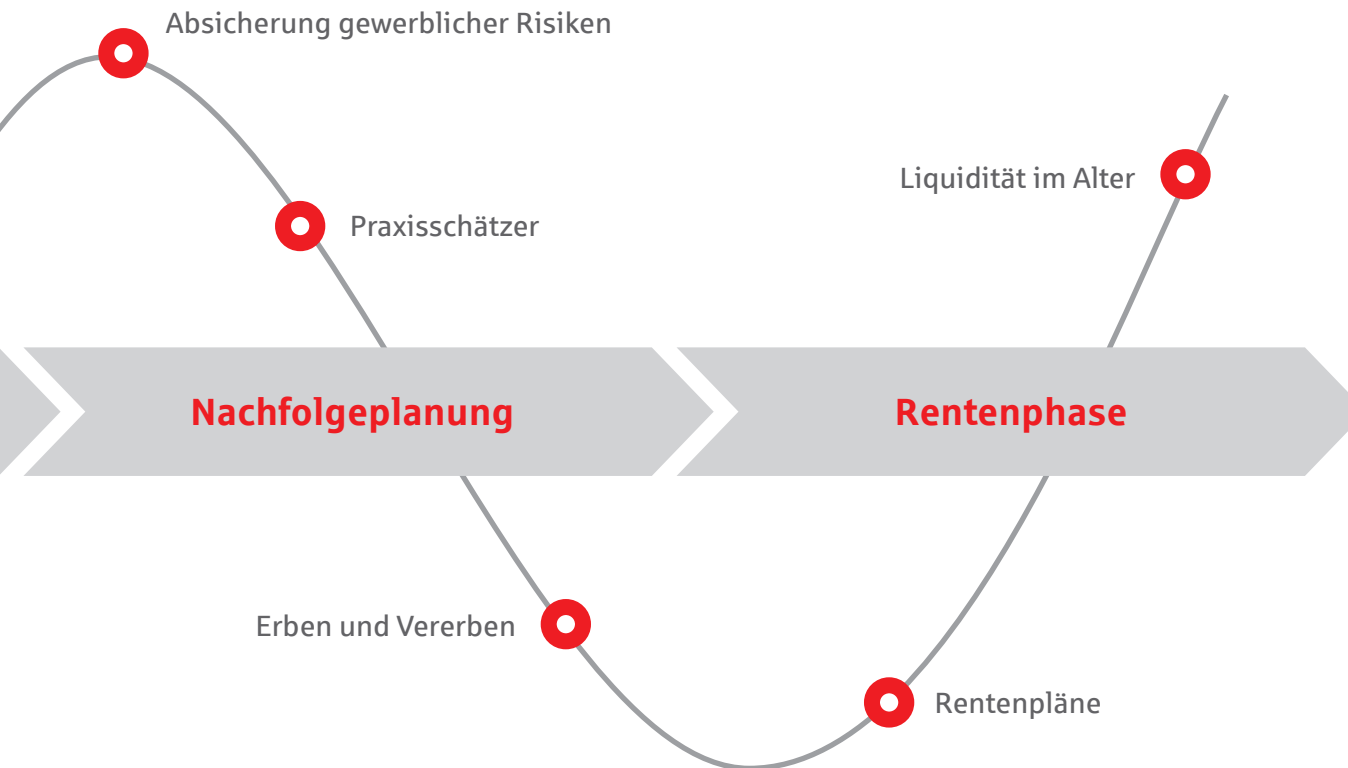 Absicherung gewerblicher Risiken
Praxisschätzer
Liquidität im Alter
Nachfolgeplanung
Rentenphase
Erben und Vererben
Rentenpläne